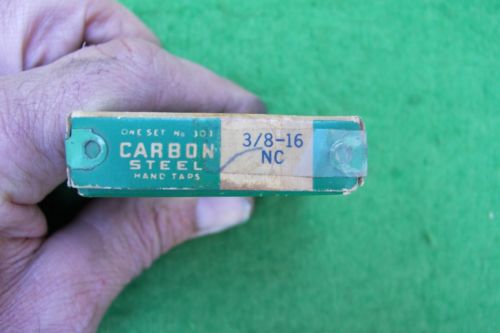 ONE SET No 303
CARBON
STEEL
HAND TAPS
3/8-16
NC